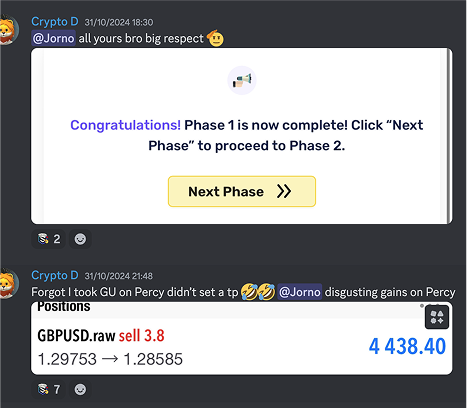 Crypto D 31/10/2024 18:30
@Jorno all yours bro big respect 🫡
Congratulations! Phase 1 is now complete! Click “Next
Phase” to proceed to Phase 2.
Next Phase
2
Crypto D 31/10/2024 21:48
Forgot I took GU on Percy didn’t set a tp 🤣🤣 @Jorno disgusting gains on Percy
Positions
GBPUSD.raw sell 3.8
1.29753 → 1.28585
4 438.40
7